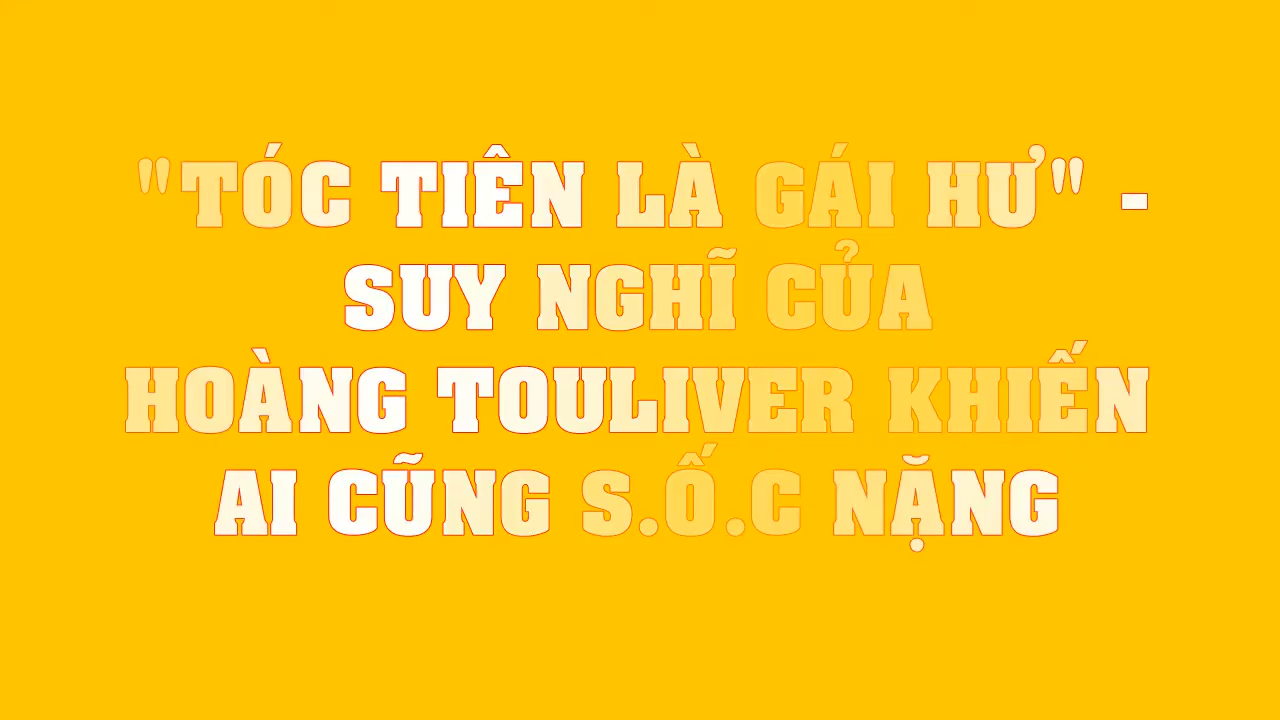 "TÓC TIÊN LÀ GÁI HƯ" -
SUY NGHĨ CỦA
HOÀNG TOULIVER KHIẾN
AI CŨNG S.Ố.C NẶNG